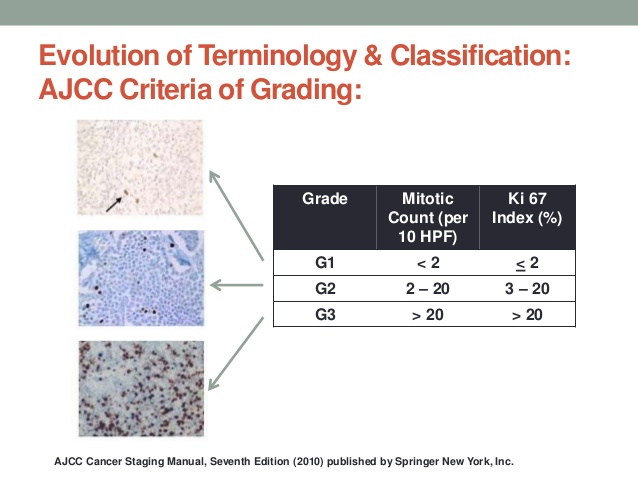 Evolution of Terminology & Classification:
AJCC Criteria of Grading:
Grade Mitotic Count (per 10 HPF) Ki 67 Index (%)
G1 < 2 ≤ 2
G2 2 – 20 3 – 20
G3 > 20 > 20
AJCC Cancer Staging Manual, Seventh Edition (2010) published by Springer New York, Inc.